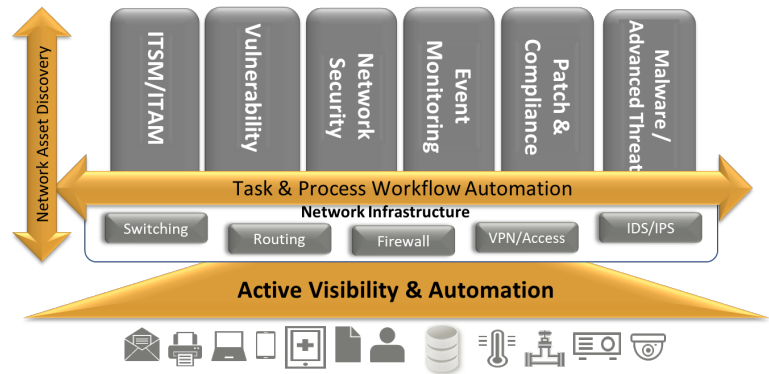 Network Asset Discovery
ITSM/ITAM
Vulnerability
Network
Security
Event
Monitoring
Patch &
Compliance
Malware /
Advanced Threat
Task & Process Workflow Automation
Network Infrastructure
Switching
Routing
Firewall
VPN/Access
IDS/IPS
Active Visibility & Automation